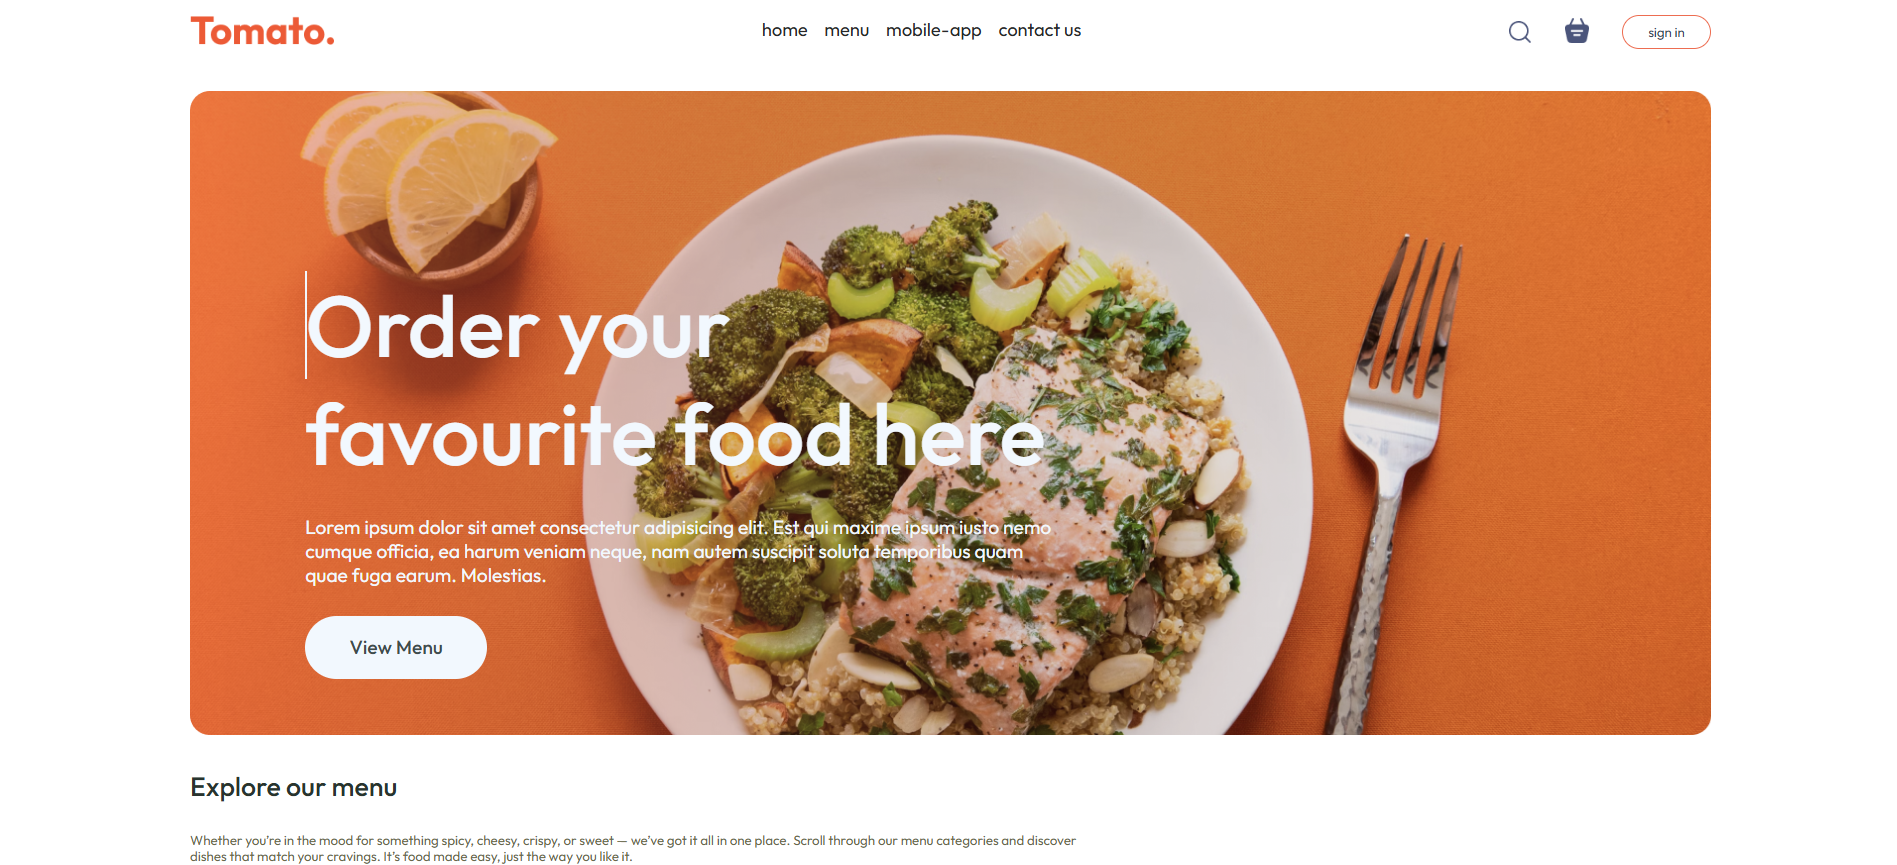 Tomato.
home menu mobile-app contact us
sign in
Order your
favourite food here
Lorem ipsum dolor sit amet consectetur adipisicing elit. Est qui maxime ipsum iusto nemo
cumque officia, ea harum veniam neque, nam autem suscipit soluta temporibus quam
quae fuga earum. Molestias.
View Menu
Explore our menu
Whether you're in the mood for something spicy, cheesy, crispy, or sweet — we've got it all in one place. Scroll through our menu categories and discover
dishes that match your cravings. It's food made easy, just the way you like it.